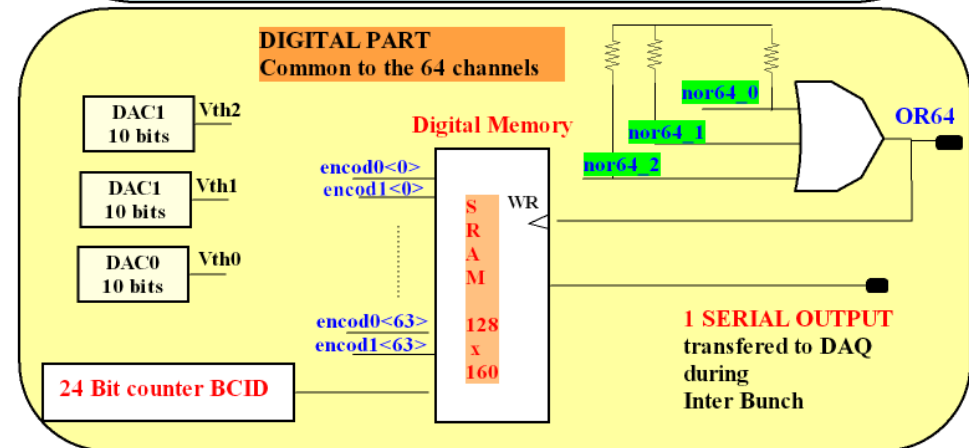 DIGITAL PART
Common to the 64 channels
DAC1
10 bits
Vth2
DAC1
10 bits
Vth1
DAC0
10 bits
Vth0
Digital Memory
encod0<0>
encod1<0>
encod0<63>
encod1<63>
S
R
A
M
128
x
160
WR
24 Bit counter BCID
nor64_0
nor64_1
nor64_2
OR64
1 SERIAL OUTPUT
transfered to DAQ
during
Inter Bunch